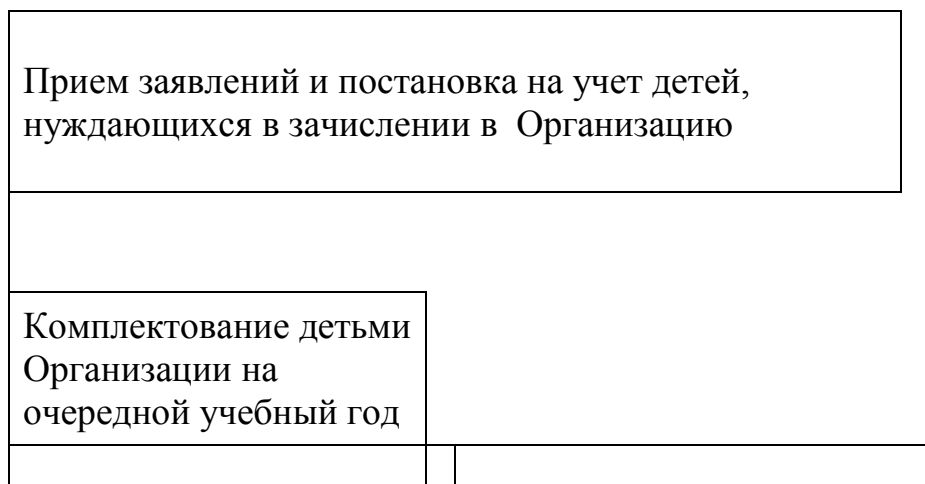 Прием заявлений и постановка на учет детей,
нуждающихся в зачислении в Организацию
Комплектование детьми
Организации на
очередной учебный год